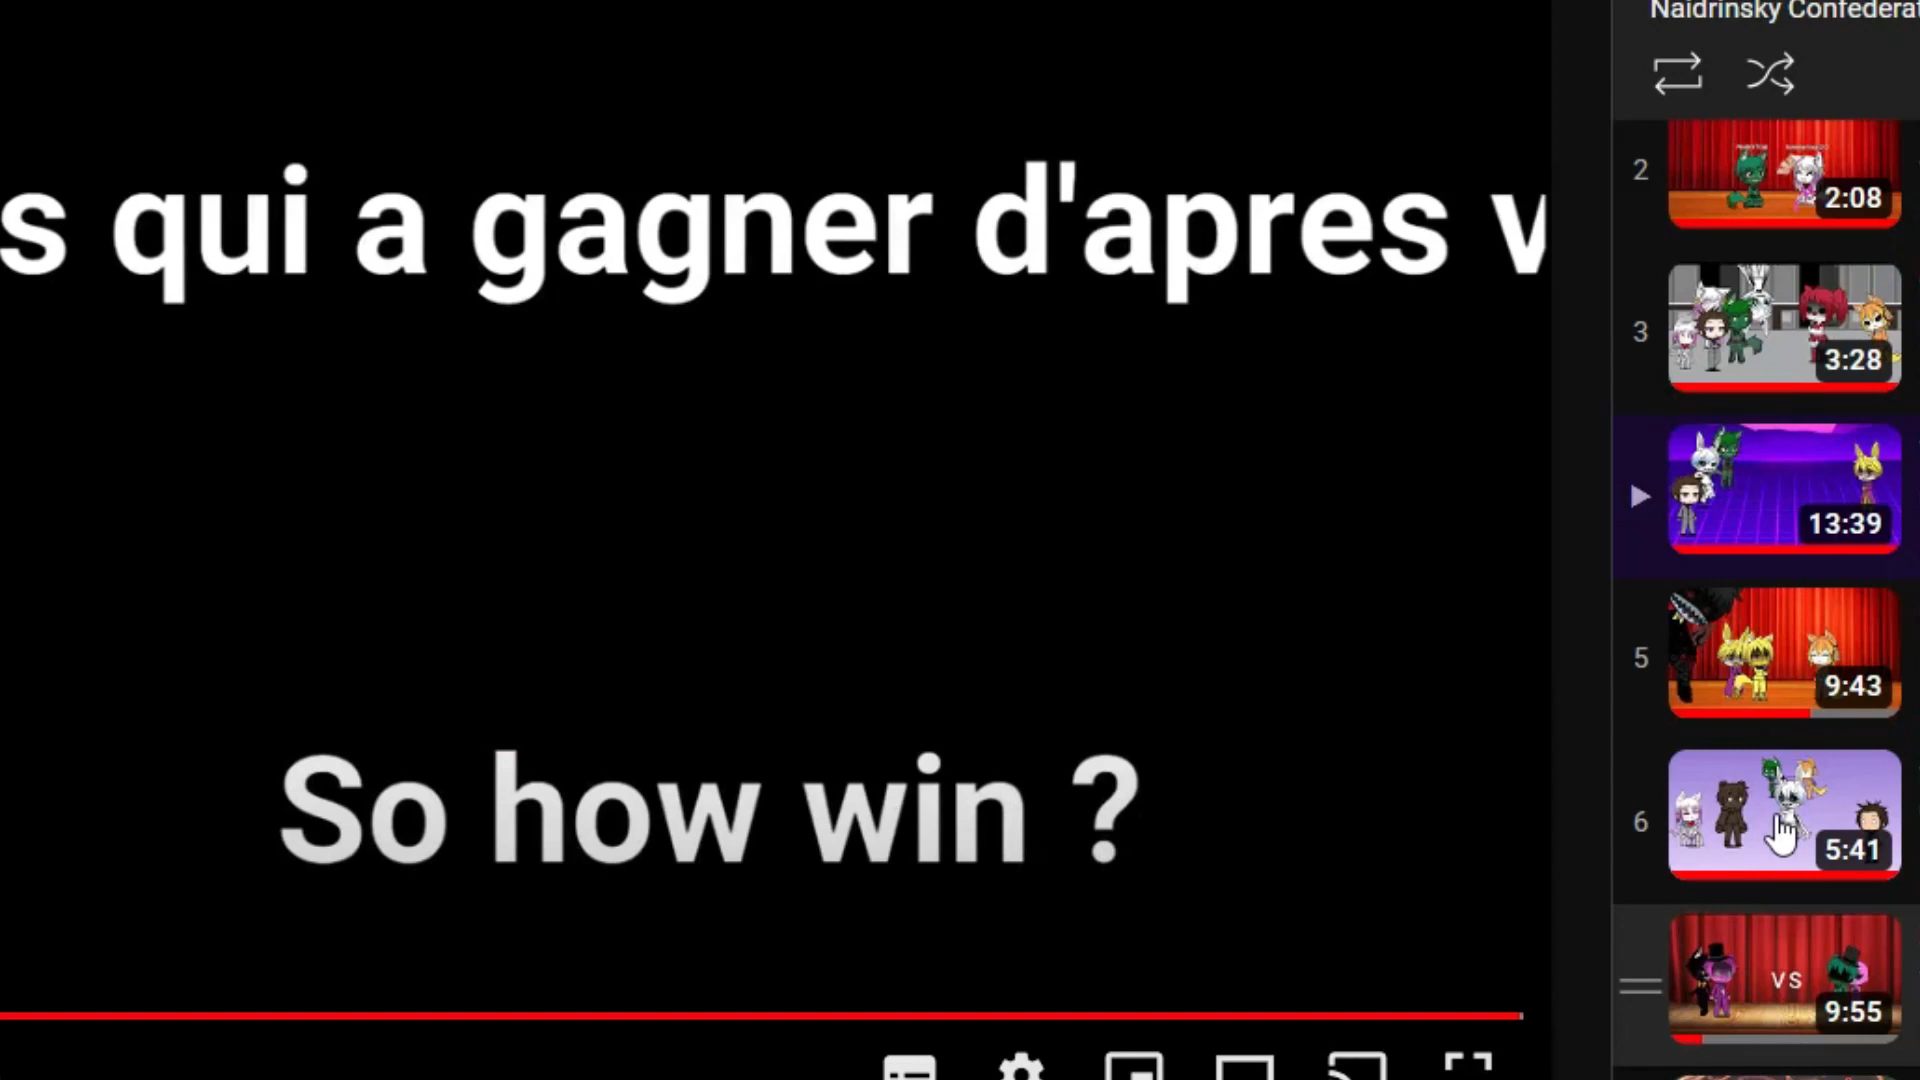 s qui a gagner d'apres v
So how win ?
Naidrinsky Confederat
2
2:08
3
3:28
13:39
5
9:43
6
5:41
VS
9:55